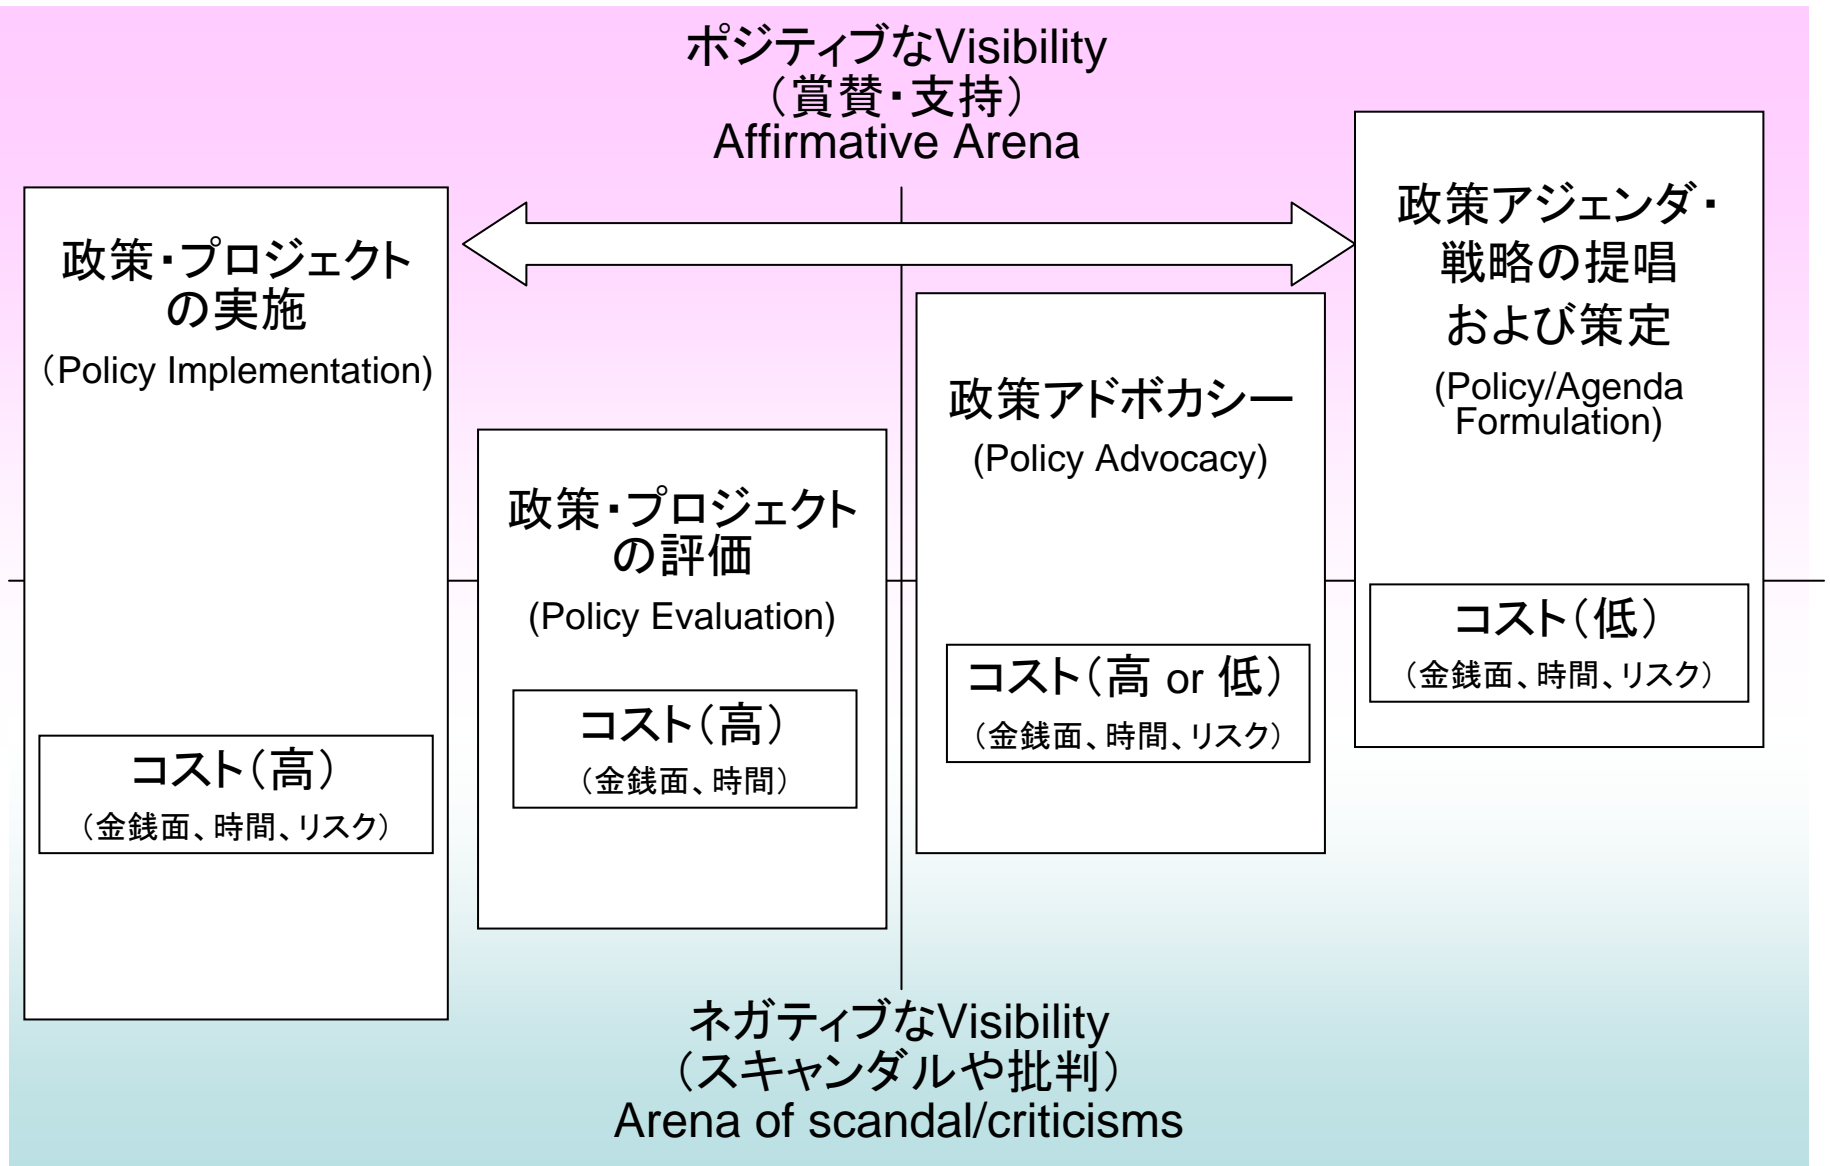 ポジティブなVisibility
（賞賛・支持）
Affirmative Arena
政策・プロジェクト
の実施
（Policy Implementation)
コスト（高）
（金銭面、時間、リスク）
政策・プロジェクト
の評価
(Policy Evaluation)
コスト（高）
（金銭面、時間）
政策アドボカシー
(Policy Advocacy)
コスト（高 or 低）
（金銭面、時間、リスク）
政策アジェンダ・
戦略の提唱
および策定
(Policy/Agenda
Formulation)
コスト（低）
（金銭面、時間、リスク）
ネガティブなVisibility
（スキャンダルや批判）
Arena of scandal/criticisms